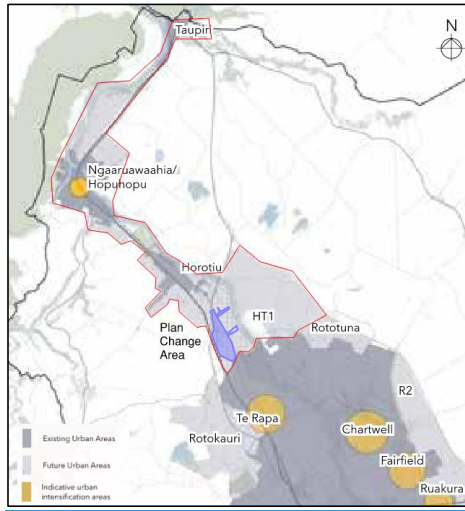 Taupiri
N
Ngaaruawaahia/
Hopuhopu
Horotiu
HT1
Plan
Change
Area
Rototuna
R2
Te Rapa
Chartwell
Rotokauri
Fairfield
Ruakura
Existing Urban Areas
Future Urban Areas
Indicative urban
intensification areas